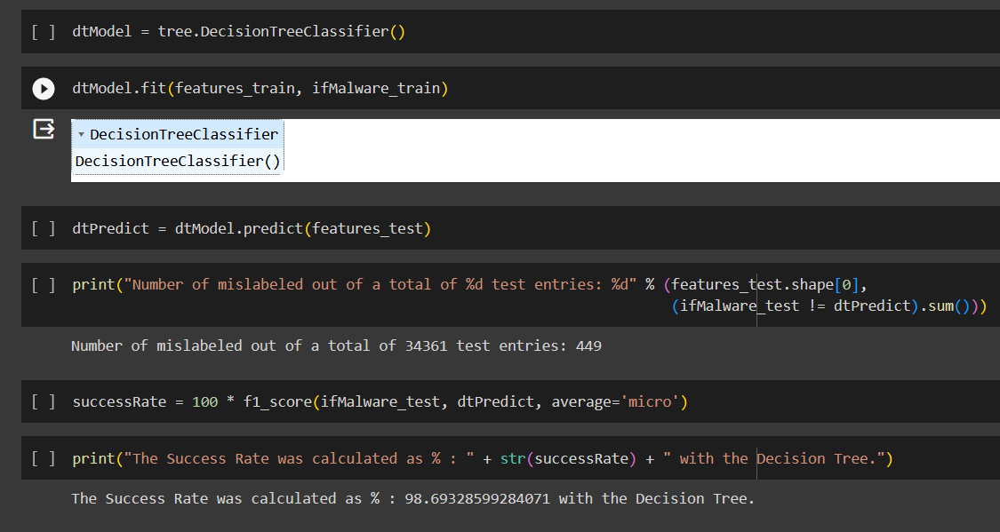 [ ] dtModel = tree.DecisionTreeClassifier()
dtModel.fit(features_train, ifMalware_train)
▾ DecisionTreeClassifier
DecisionTreeClassifier()
[ ] dtPredict = dtModel.predict(features_test)
[ ] print("Number of mislabeled out of a total of %d test entries: %d" % (features_test.shape[0],
(ifMalware_test != dtPredict).sum()))
Number of mislabeled out of a total of 34361 test entries: 449
[ ] successRate = 100 * f1_score(ifMalware_test, dtPredict, average='micro')
[ ] print("The Success Rate was calculated as % : " + str(successRate) + " with the Decision Tree.")
The Success Rate was calculated as % : 98.69328599284071 with the Decision Tree.